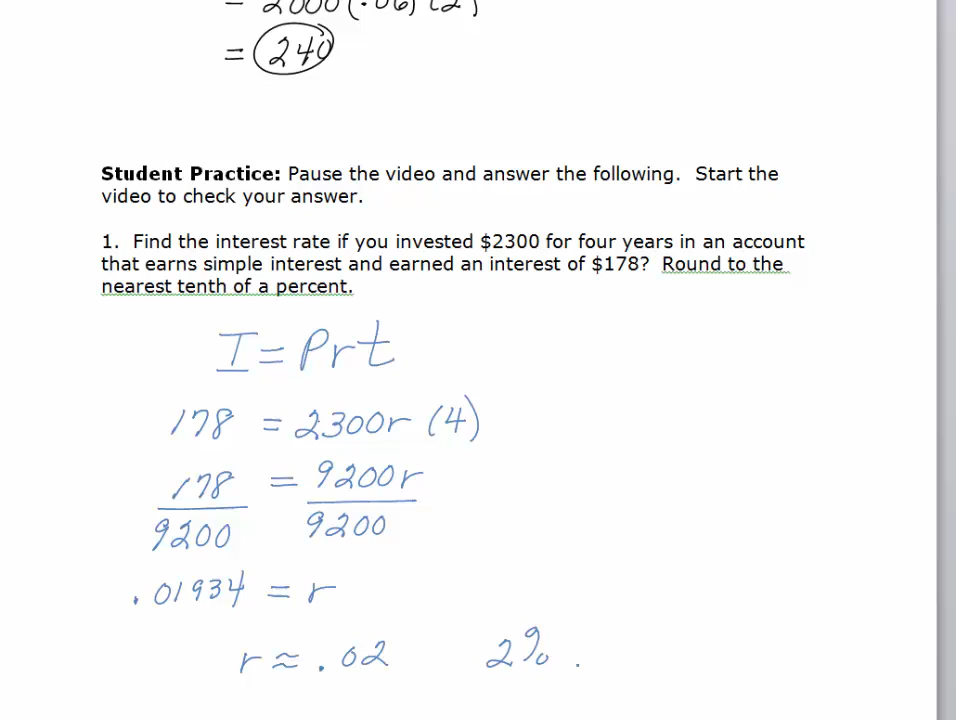 = 2000 (.06) (2)
= 240
Student Practice: Pause the video and answer the following. Start the
video to check your answer.
1. Find the interest rate if you invested $2300 for four years in an account
that earns simple interest and earned an interest of $178? Round to the
nearest tenth of a percent.
I = Prt
178 = 2300r (4)
178 = 9200r
9200 9200
.01934 = r
r ≈ .02 2% .